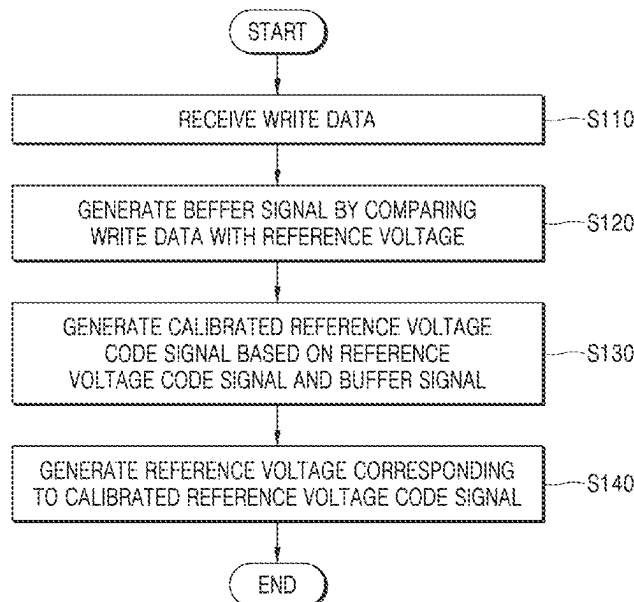 START
RECEIVE WRITE DATA
S110
GENERATE BEFFER SIGNAL BY COMPARING
WRITE DATA WITH REFERENCE VOLTAGE
S120
GENERATE CALIBRATED REFERENCE VOLTAGE
CODE SIGNAL BASED ON REFERENCE
VOLTAGE CODE SIGNAL AND BUFFER SIGNAL
S130
GENERATE REFERENCE VOLTAGE CORRESPONDING
TO CALIBRATED REFERENCE VOLTAGE CODE SIGNAL
S140
END